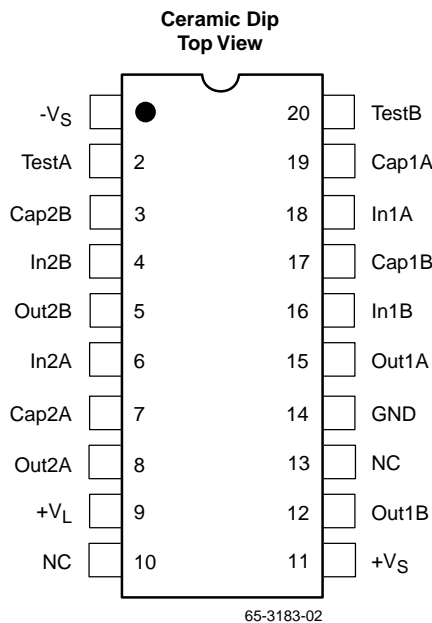 Ceramic Dip
Top View
-VS 20 TestB
TestA 2 19 Cap1A
Cap2B 3 18 In1A
In2B 4 17 Cap1B
Out2B 5 16 In1B
In2A 6 15 Out1A
Cap2A 7 14 GND
Out2A 8 13 NC
+VL 9 12 Out1B
NC 10 11 +VS
65-3183-02